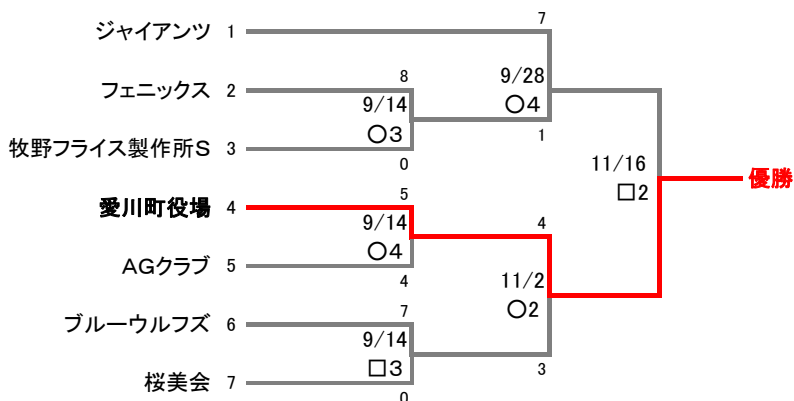 ジャイアンツ 1
7
フェニックス 2
8
9/14
○3
9/28
○4
牧野フライス製作所S 3
0
1
11/16
□2
優勝
愛川町役場 4
5
9/14
○4
4
AGクラブ 5
4
11/2
○2
ブルーウルフズ 6
7
9/14
□3
3
桜美会 7
0